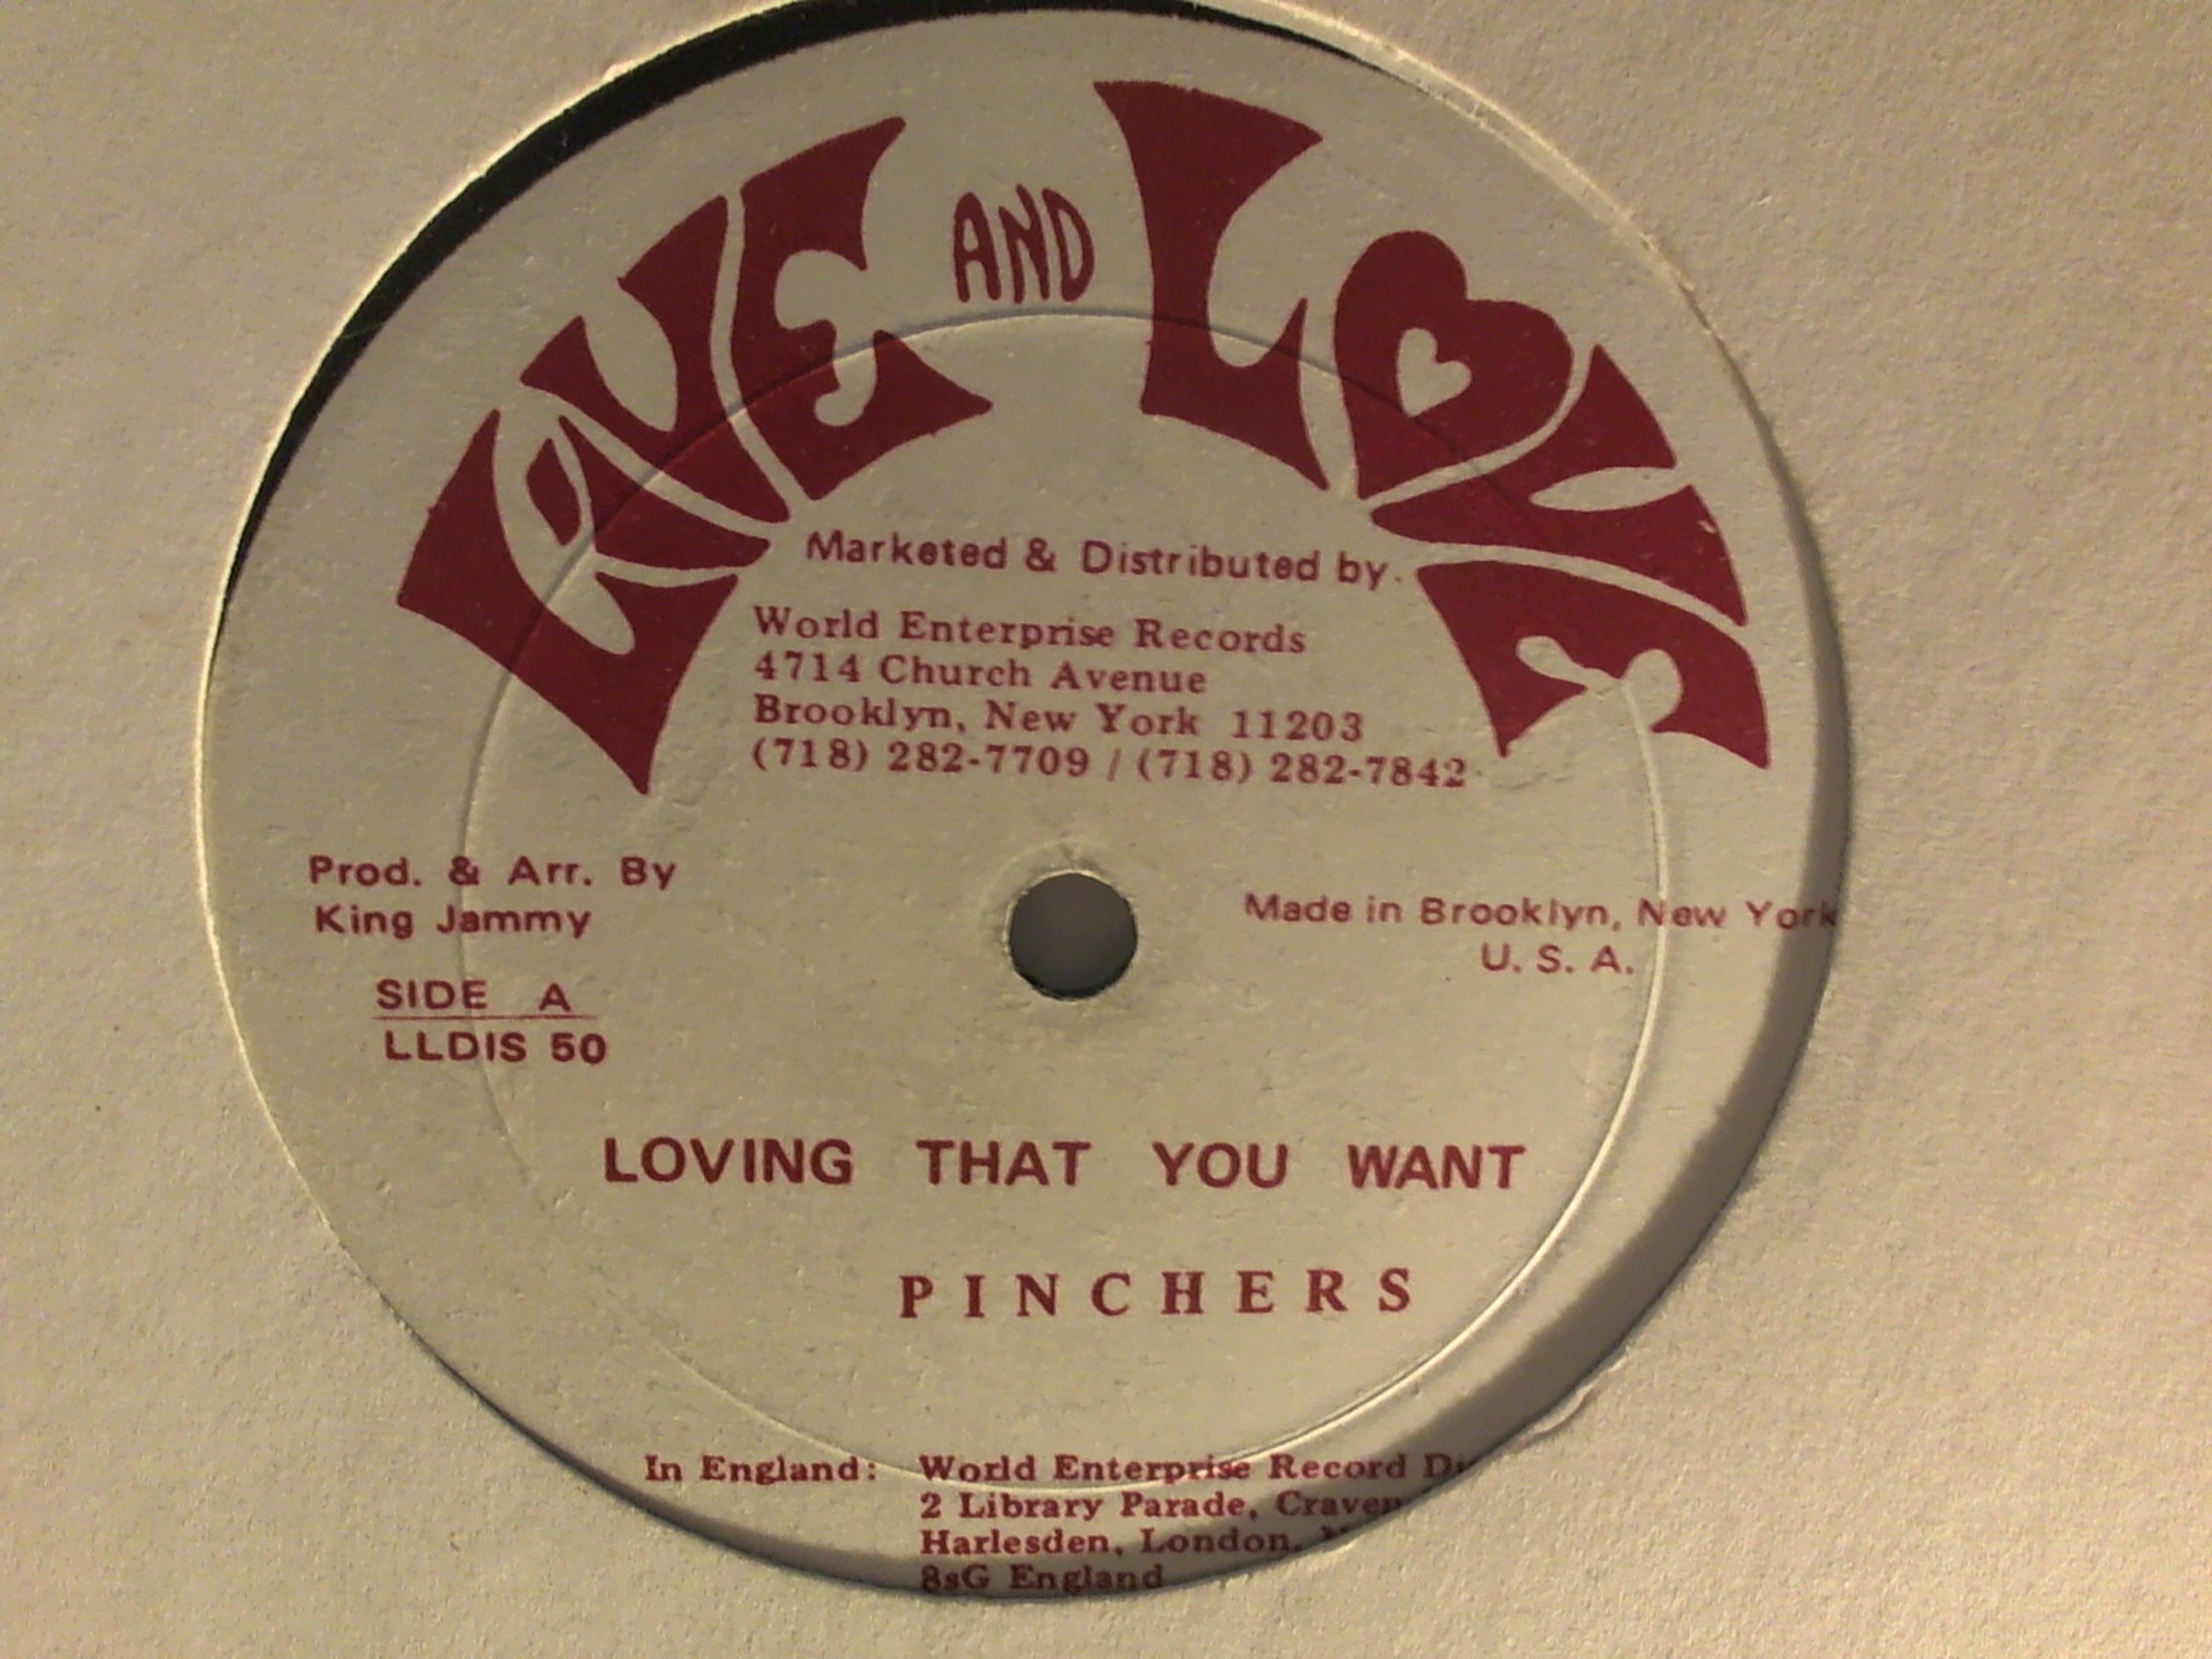 LIVE AND LOVE
Marketed & Distributed by.
World Enterprise Records
4714 Church Avenue
Brooklyn, New York 11203
(718) 282-7709 / (718) 282-7842
Prod. & Arr. By
King Jammy
Made in Brooklyn, New York
U. S. A.
SIDE A
LLDIS 50
LOVING THAT YOU WANT
PINCHERS
In England: World Enterprise Record
2 Library Parade, Craven
Harlesden, London,
8sG England